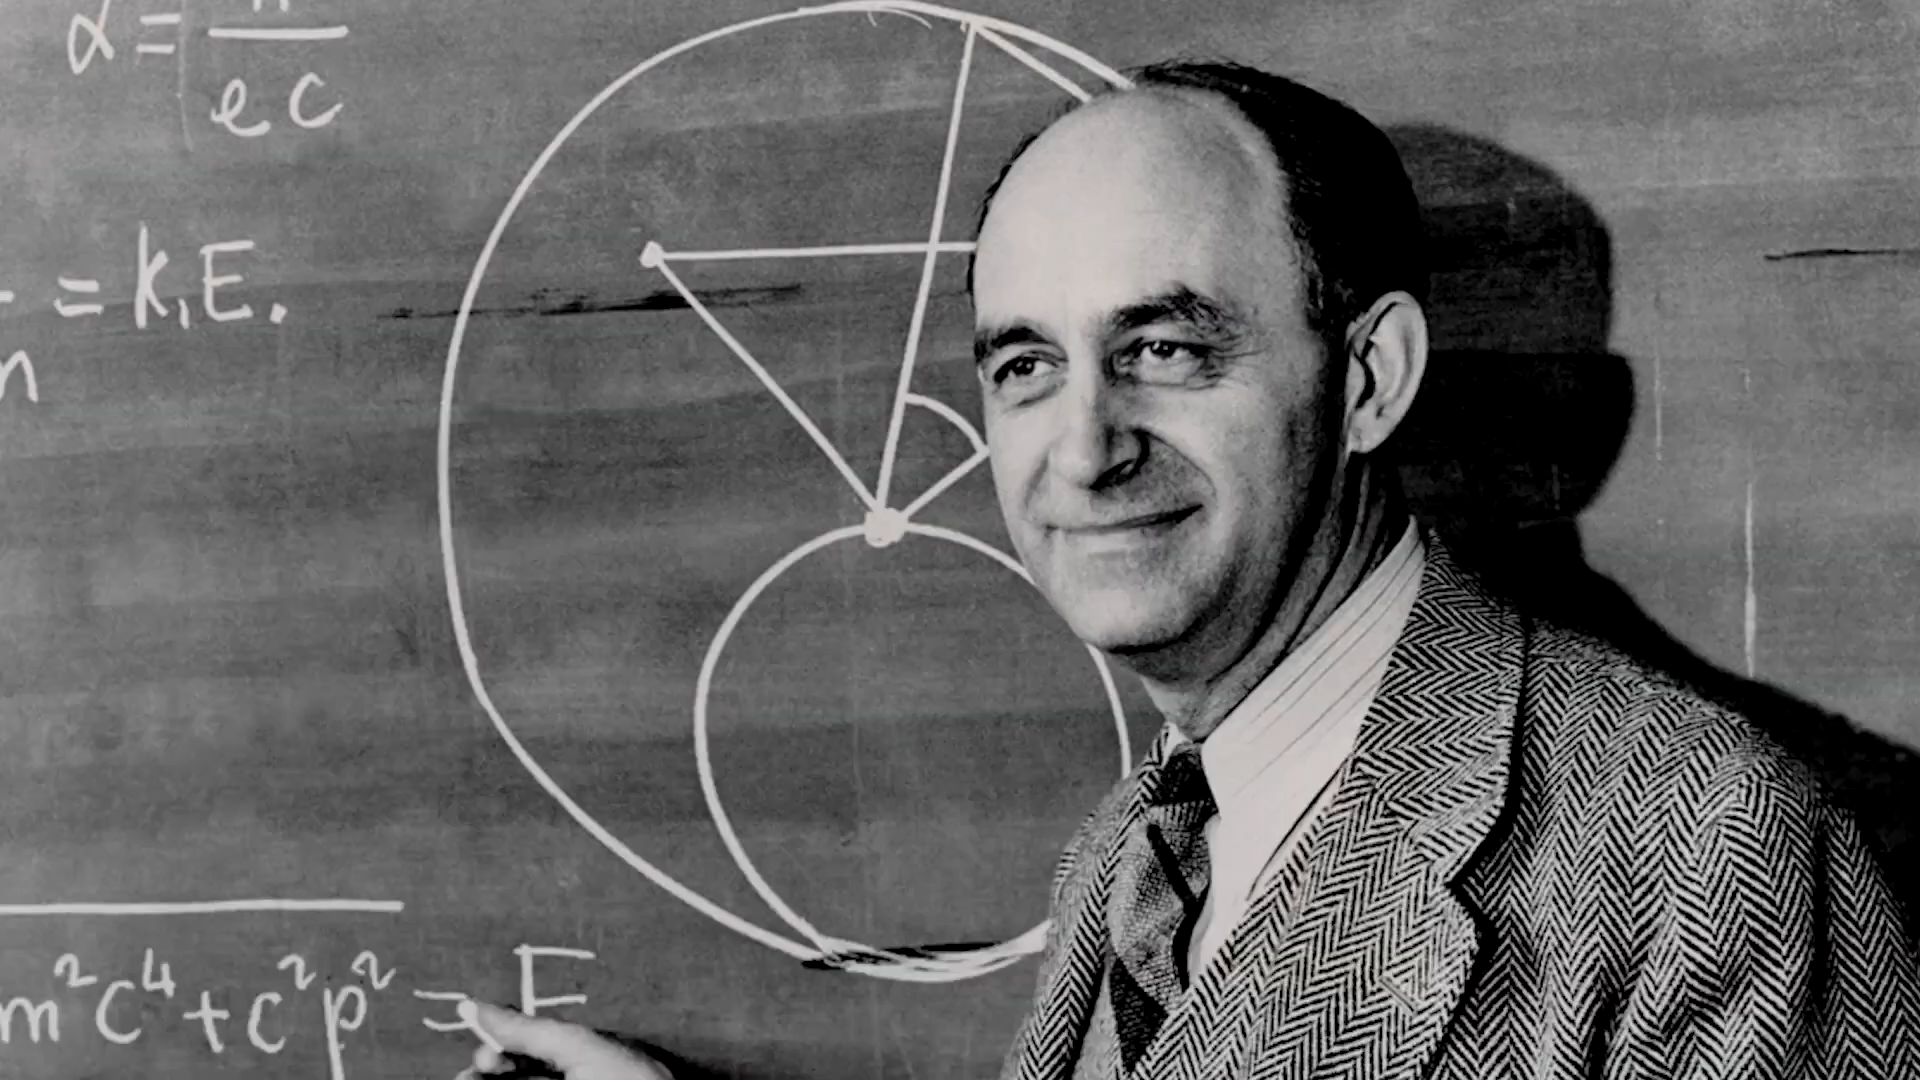 α =
ec
= k₁E.
n
m²c⁴ + c²p² = E